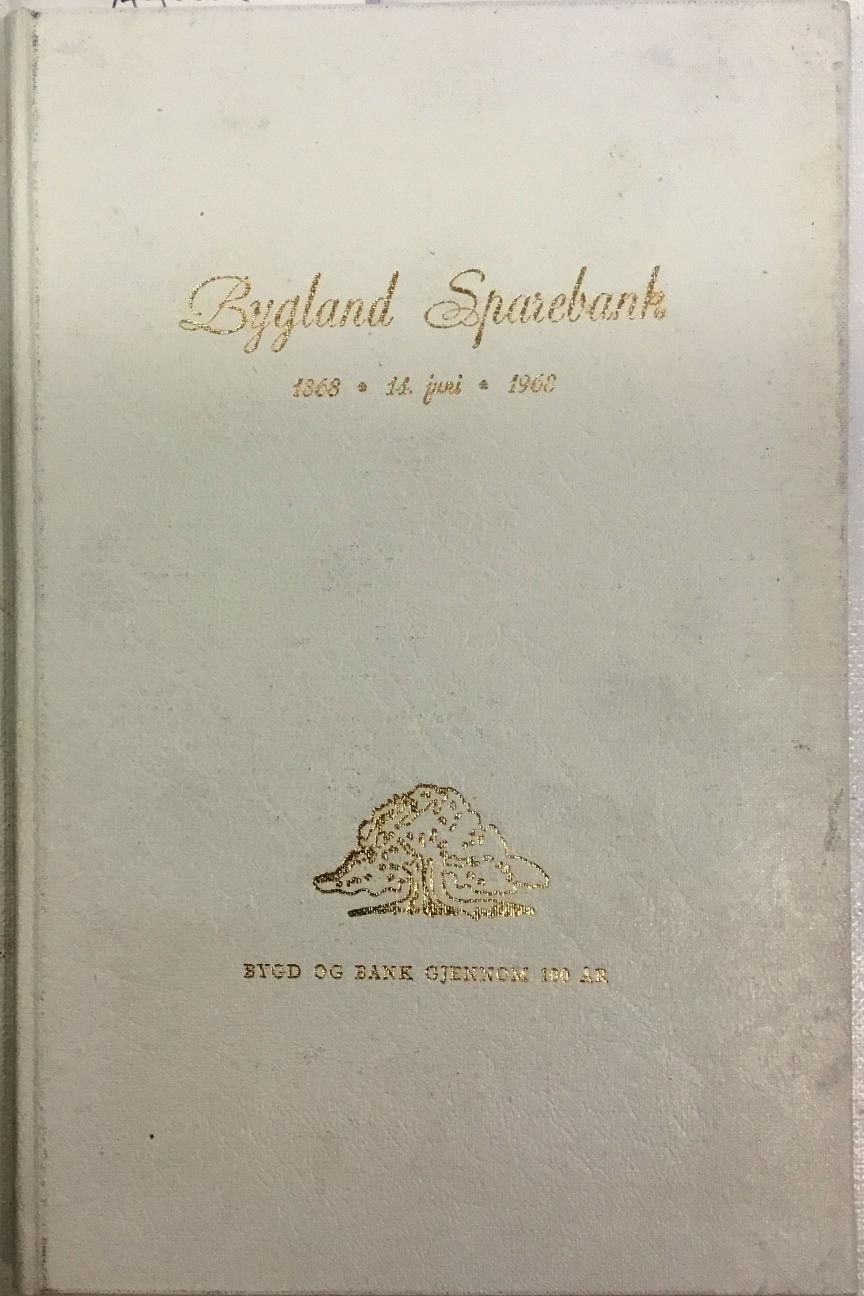 Bygland Sparebank
1868 * 14. juni * 1968
BYGD OG BANK GJENNOM 100 ÅR